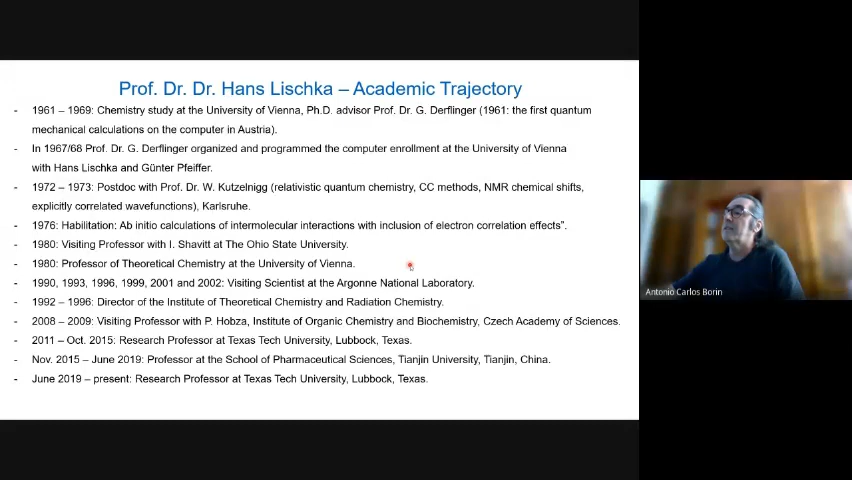 Prof. Dr. Dr. Hans Lischka – Academic Trajectory
- 1961 – 1969: Chemistry study at the University of Vienna, Ph.D. advisor Prof. Dr. G. Derflinger (1961: the first quantum
mechanical calculations on the computer in Austria).
- In 1967/68 Prof. Dr. G. Derflinger organized and programmed the computer enrollment at the University of Vienna
with Hans Lischka and Günter Pfeiffer.
- 1972 – 1973: Postdoc with Prof. Dr. W. Kutzelnigg (relativistic quantum chemistry, CC methods, NMR chemical shifts,
explicitly correlated wavefunctions), Karlsruhe.
- 1976: Habilitation: Ab initio calculations of intermolecular interactions with inclusion of electron correlation effects”.
- 1980: Visiting Professor with I. Shavitt at The Ohio State University.
- 1980: Professor of Theoretical Chemistry at the University of Vienna.
- 1990, 1993, 1996, 1999, 2001 and 2002: Visiting Scientist at the Argonne National Laboratory.
- 1992 – 1996: Director of the Institute of Theoretical Chemistry and Radiation Chemistry.
- 2008 – 2009: Visiting Professor with P. Hobza, Institute of Organic Chemistry and Biochemistry, Czech Academy of Sciences.
- 2011 – Oct. 2015: Research Professor at Texas Tech University, Lubbock, Texas.
- Nov. 2015 – June 2019: Professor at the School of Pharmaceutical Sciences, Tianjin University, Tianjin, China.
- June 2019 – present: Research Professor at Texas Tech University, Lubbock, Texas.
Antonio Carlos Borin